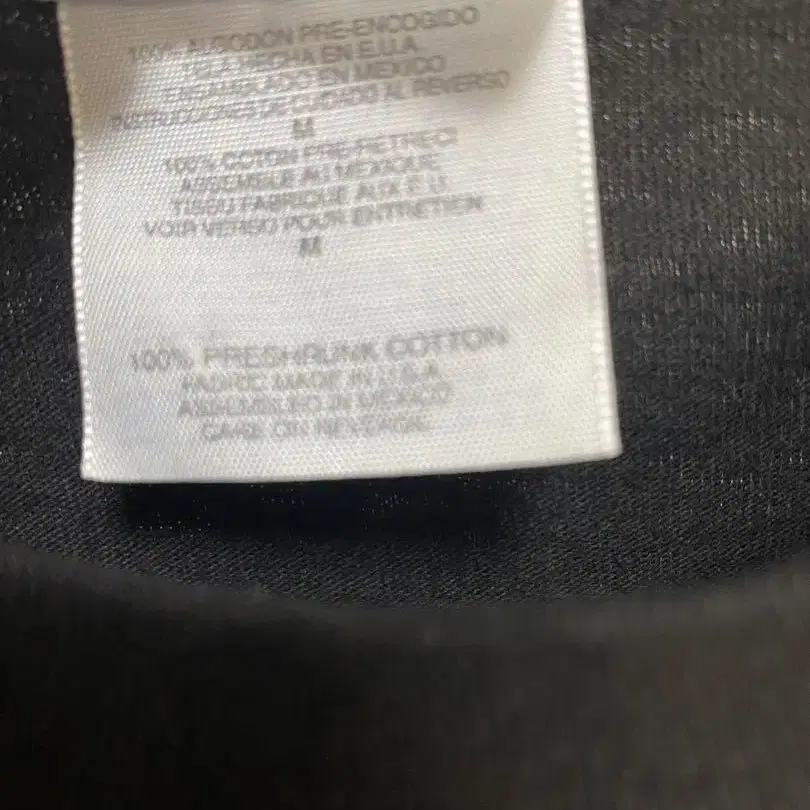 100% ALGODON PRE-ENCOGIDO
TELA HECHA EN E.U.A.
ENSAMBLADO EN MEXICO
INSTRUCCIONES DE CUIDADO AL REVERSO
M
100% COTON PRE-RETRECI
ASSEMBLE AU MEXIQUE
TISSU FABRIQUE AUX E.U.
VOIR VERSO POUR ENTRETIEN
M
100% PRESHRUNK COTTON
FABRIC MADE IN U.S.A.
ASSEMBLED IN MEXICO
CARE ON REVERSE